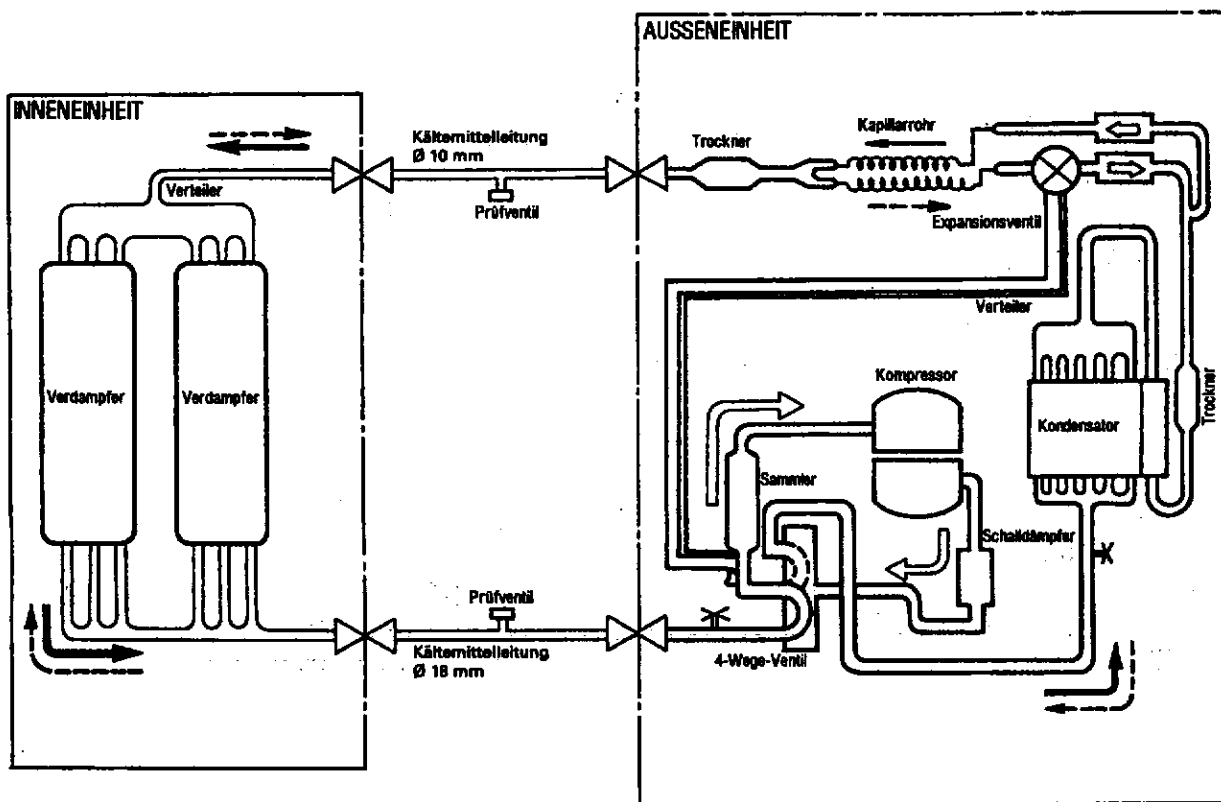 AUSSENEINHEIT
INNENEINHEIT
Kältemittelleitung
Ø 10 mm
Trockner
Kapillarrohr
Verteiler
Prüfventil
Expansionsventil
Verteiler
Verdampfer
Verdampfer
Kompressor
Kondensator
Trockner
Sammler
Schalldämpfer
Prüfventil
Kältemittelleitung
Ø 18 mm
4-Wege-Ventil